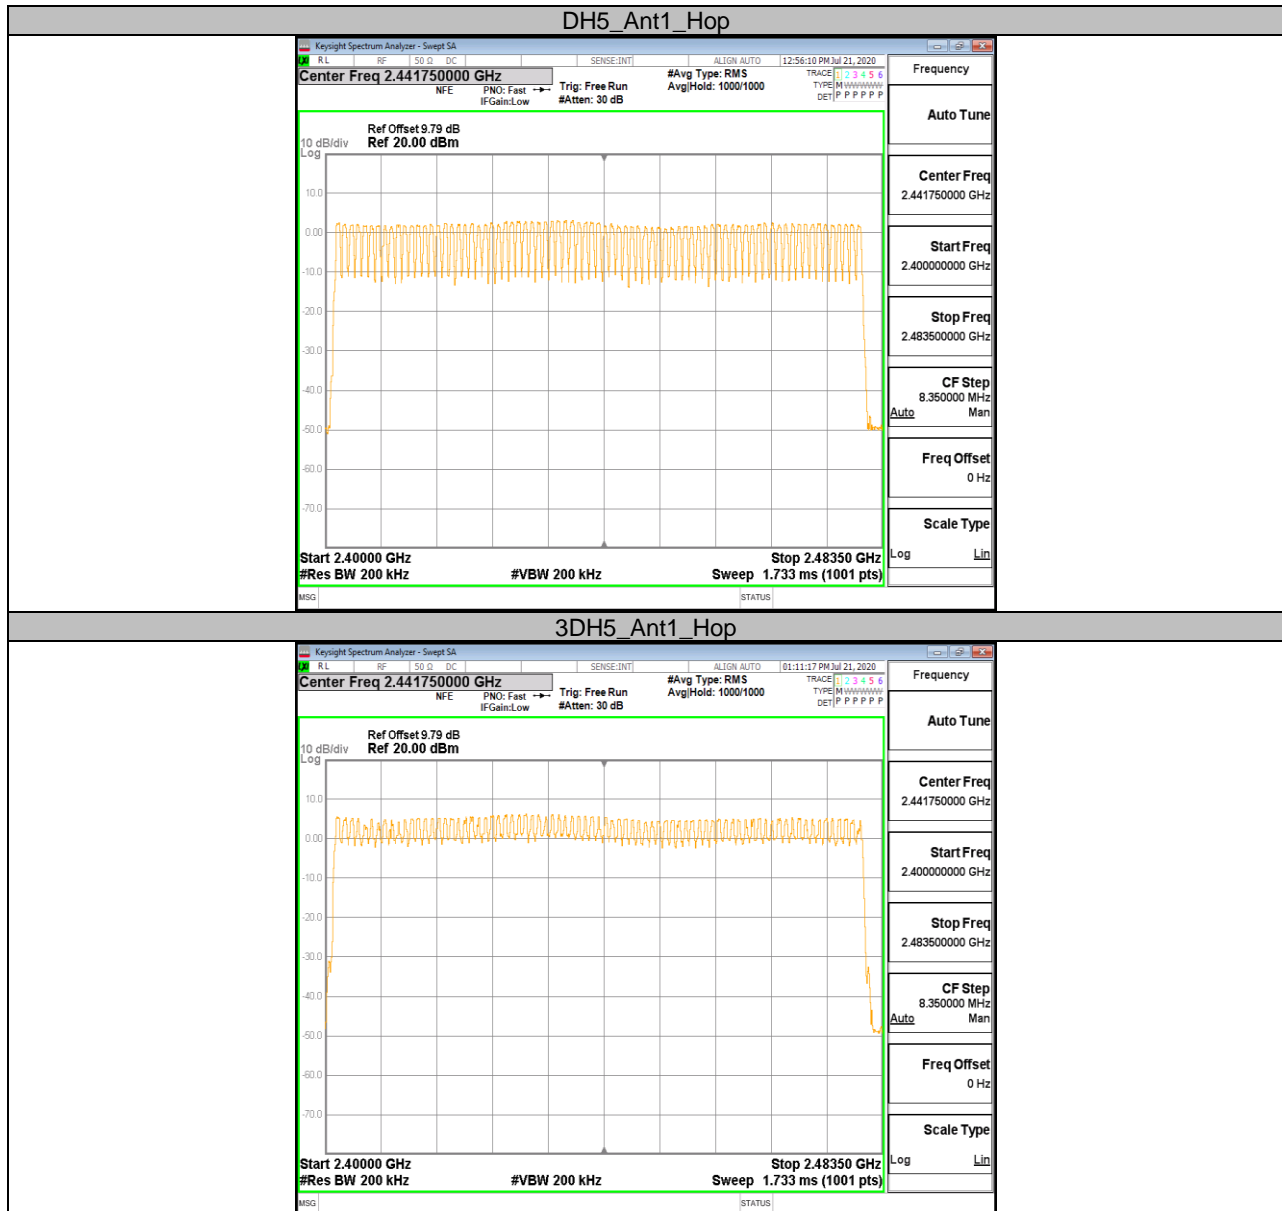 DH5_Ant1_Hop
Keysight Spectrum Analyzer - Swept SA
RL RF 50 Ω DC SENSE:INT ALIGN AUTO 12:56:10 PM Jul 21, 2020
Center Freq 2.441750000 GHz
NFE PNO: Fast IFGain:Low
Trig: Free Run
#Atten: 30 dB
#Avg Type: RMS
Avg|Hold: 1000/1000
TRACE 1 2 3 4 5 6
TYPE M WWWWW
DET P P P P P P
Ref Offset 9.79 dB
10 dB/div Ref 20.00 dBm
Log
10.0
0.00
-10.0
-20.0
-30.0
-40.0
-50.0
-60.0
-70.0
Start 2.40000 GHz Stop 2.48350 GHz
#Res BW 200 kHz #VBW 200 kHz Sweep 1.733 ms (1001 pts)
MSG STATUS
Frequency
Auto Tune
Center Freq
2.441750000 GHz
Start Freq
2.400000000 GHz
Stop Freq
2.483500000 GHz
CF Step
8.350000 MHz
Auto Man
Freq Offset
0 Hz
Scale Type
Log Lin
3DH5_Ant1_Hop
Keysight Spectrum Analyzer - Swept SA
RL RF 50 Ω DC SENSE:INT ALIGN AUTO 01:11:17 PM Jul 21, 2020
Center Freq 2.441750000 GHz
NFE PNO: Fast IFGain:Low
Trig: Free Run
#Atten: 30 dB
#Avg Type: RMS
Avg|Hold: 1000/1000
TRACE 1 2 3 4 5 6
TYPE M WWWWW
DET P P P P P P
Ref Offset 9.79 dB
10 dB/div Ref 20.00 dBm
Log
10.0
0.00
-10.0
-20.0
-30.0
-40.0
-50.0
-60.0
-70.0
Start 2.40000 GHz Stop 2.48350 GHz
#Res BW 200 kHz #VBW 200 kHz Sweep 1.733 ms (1001 pts)
MSG STATUS
Frequency
Auto Tune
Center Freq
2.441750000 GHz
Start Freq
2.400000000 GHz
Stop Freq
2.483500000 GHz
CF Step
8.350000 MHz
Auto Man
Freq Offset
0 Hz
Scale Type
Log Lin